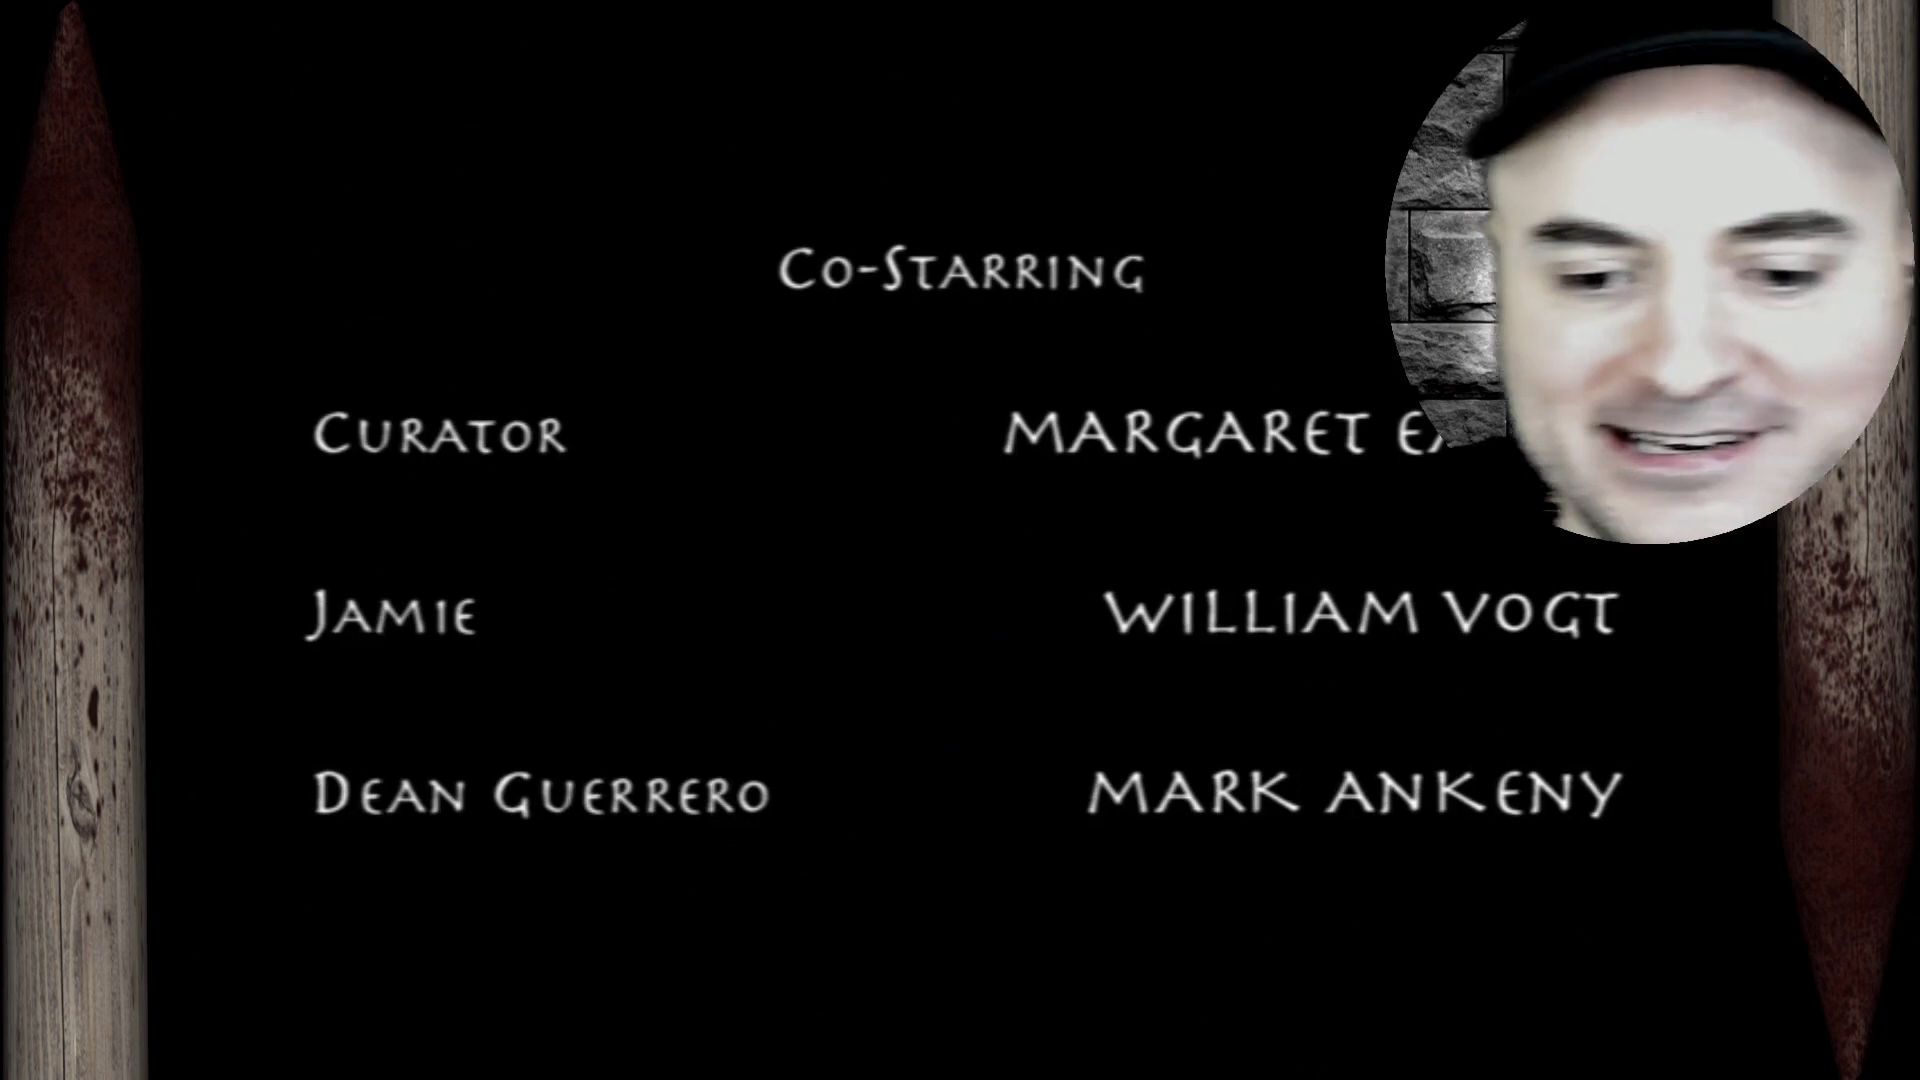 Co-Starring
Curator MARGARET
Jamie WILLIAM VOGT
Dean Guerrero MARK ANKENY